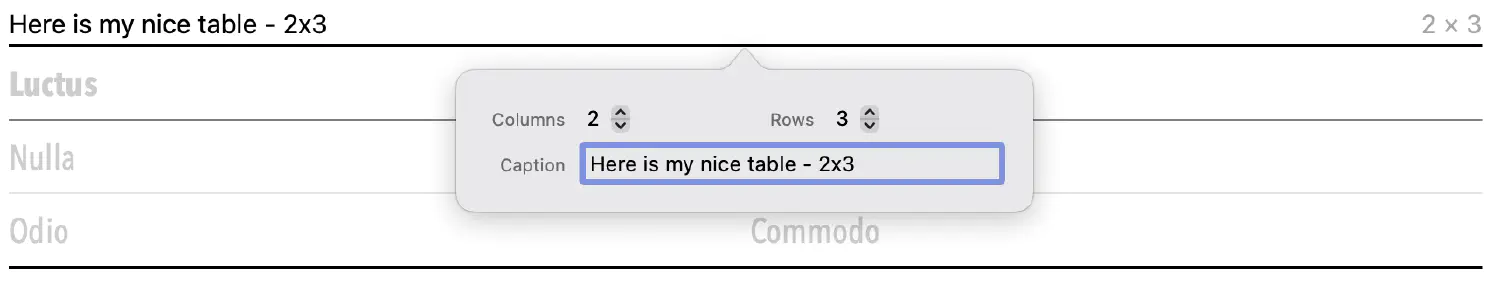 Here is my nice table - 2x3
2 × 3
Luctus
Columns 2 Rows 3
Nulla
Caption Here is my nice table - 2x3
Odio Commodo